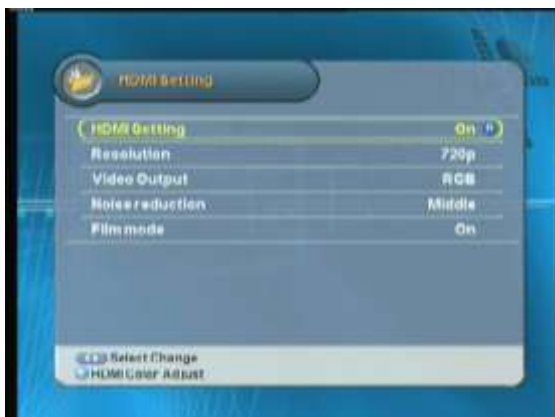 HDMI Setting
HDMI Setting On
Resolution 720p
Video Output RGB
Noise reduction Middle
Film mode On
Select Change
HDMI Color Adjust